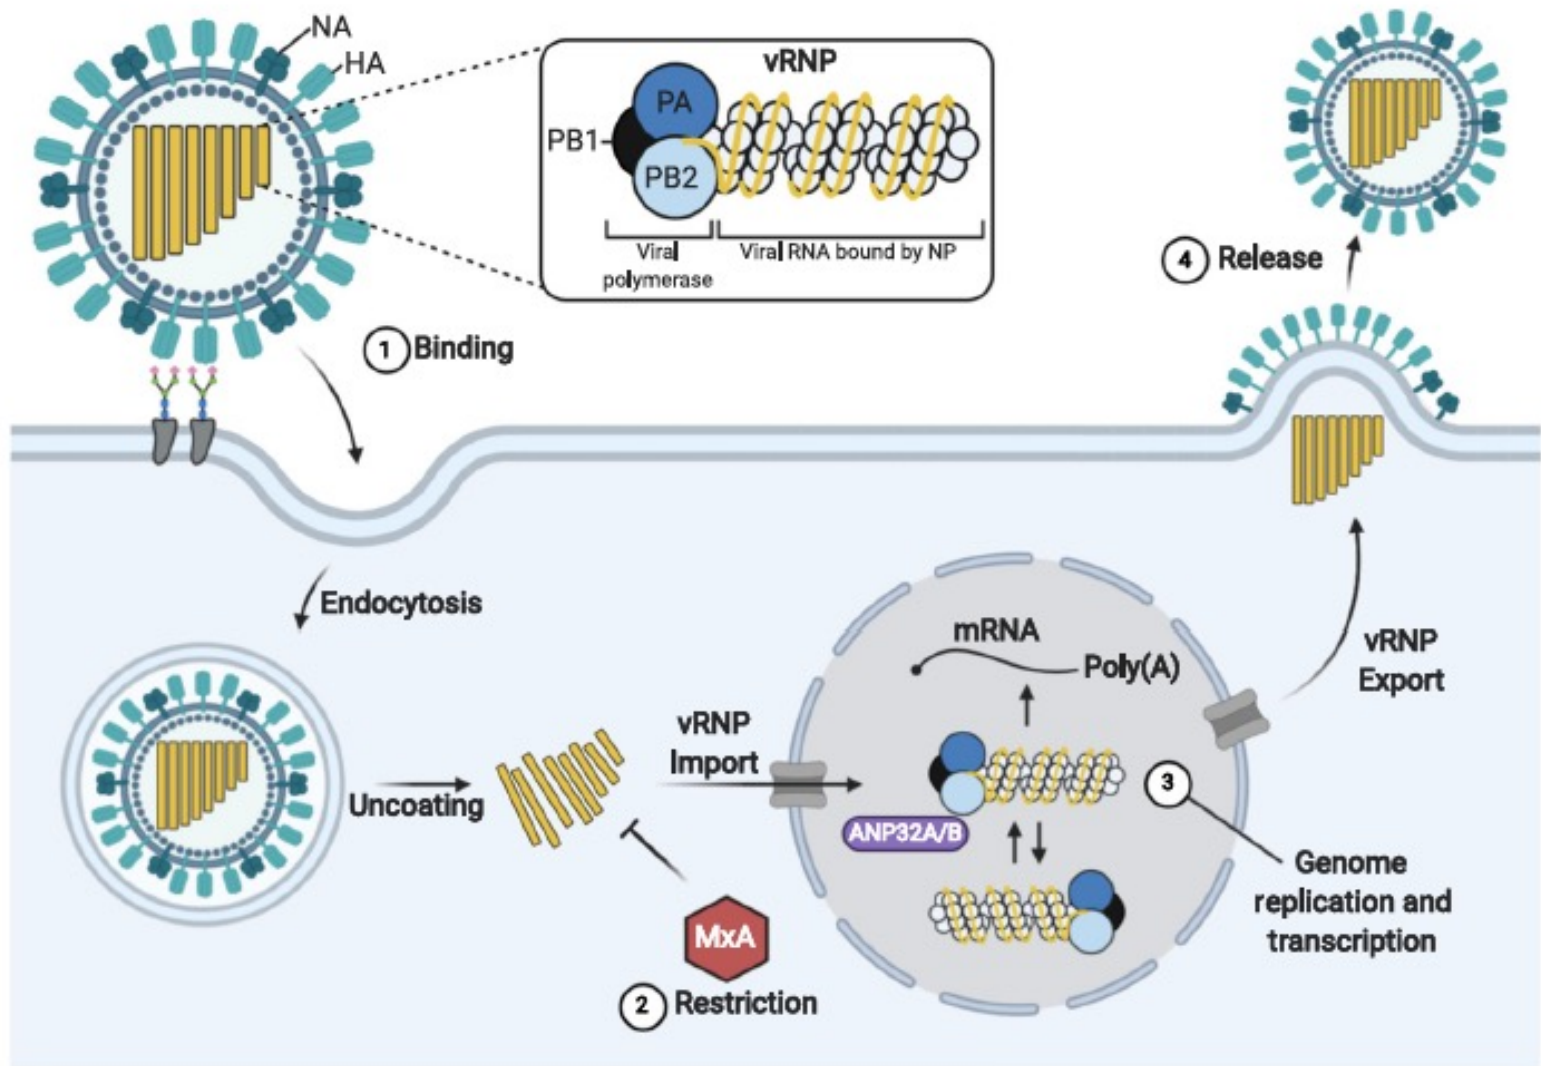 NA
HA
vRNP
PA
PB1
PB2
Viral
polymerase
Viral RNA bound by NP
1 Binding
4 Release
Endocytosis
Uncoating
vRNP
Import
MxA
2 Restriction
mRNA
Poly(A)
ANP32A/B
3
Genome
replication and
transcription
vRNP
Export